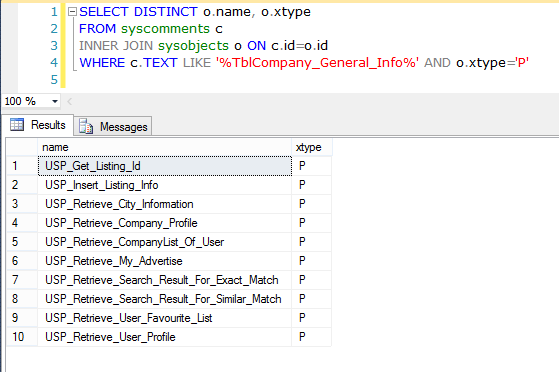 1 SELECT DISTINCT o.name, o.xtype
2 FROM syscomments c
3 INNER JOIN sysobjects o ON c.id=o.id
4 WHERE c.TEXT LIKE '%TblCompany_General_Info%' AND o.xtype='P'
5
100 %
Results Messages
name xtype
1 USP_Get_Listing_Id P
2 USP_Insert_Listing_Info P
3 USP_Retrieve_City_Information P
4 USP_Retrieve_Company_Profile P
5 USP_Retrieve_CompanyList_Of_User P
6 USP_Retrieve_My_Advertise P
7 USP_Retrieve_Search_Result_For_Exact_Match P
8 USP_Retrieve_Search_Result_For_Similar_Match P
9 USP_Retrieve_User_Favourite_List P
10 USP_Retrieve_User_Profile P